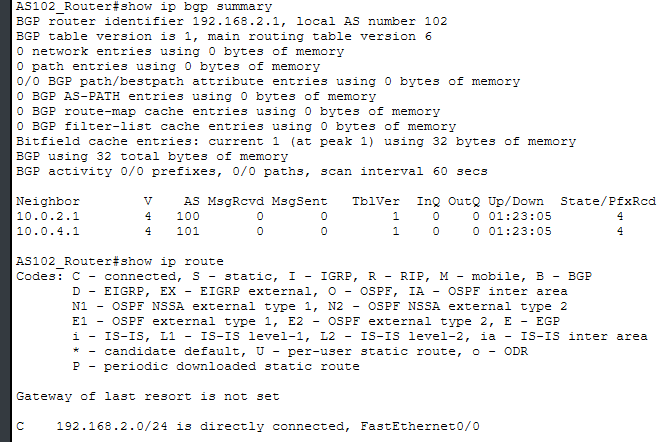 AS102_Router#show ip bgp summary
BGP router identifier 192.168.2.1, local AS number 102
BGP table version is 1, main routing table version 6
0 network entries using 0 bytes of memory
0 path entries using 0 bytes of memory
0/0 BGP path/bestpath attribute entries using 0 bytes of memory
0 BGP AS-PATH entries using 0 bytes of memory
0 BGP route-map cache entries using 0 bytes of memory
0 BGP filter-list cache entries using 0 bytes of memory
Bitfield cache entries: current 1 (at peak 1) using 32 bytes of memory
BGP using 32 total bytes of memory
BGP activity 0/0 prefixes, 0/0 paths, scan interval 60 secs
Neighbor        V    AS MsgRcvd MsgSent   TblVer  InQ OutQ Up/Down  State/PfxRcd
10.0.2.1        4   100       0       0        1    0    0 01:23:05        4
10.0.4.1        4   101       0       0        1    0    0 01:23:05        4
AS102_Router#show ip route
Codes: C - connected, S - static, I - IGRP, R - RIP, M - mobile, B - BGP
       D - EIGRP, EX - EIGRP external, O - OSPF, IA - OSPF inter area
       N1 - OSPF NSSA external type 1, N2 - OSPF NSSA external type 2
       E1 - OSPF external type 1, E2 - OSPF external type 2, E - EGP
       i - IS-IS, L1 - IS-IS level-1, L2 - IS-IS level-2, ia - IS-IS inter area
       * - candidate default, U - per-user static route, o - ODR
       P - periodic downloaded static route
Gateway of last resort is not set
C    192.168.2.0/24 is directly connected, FastEthernet0/0